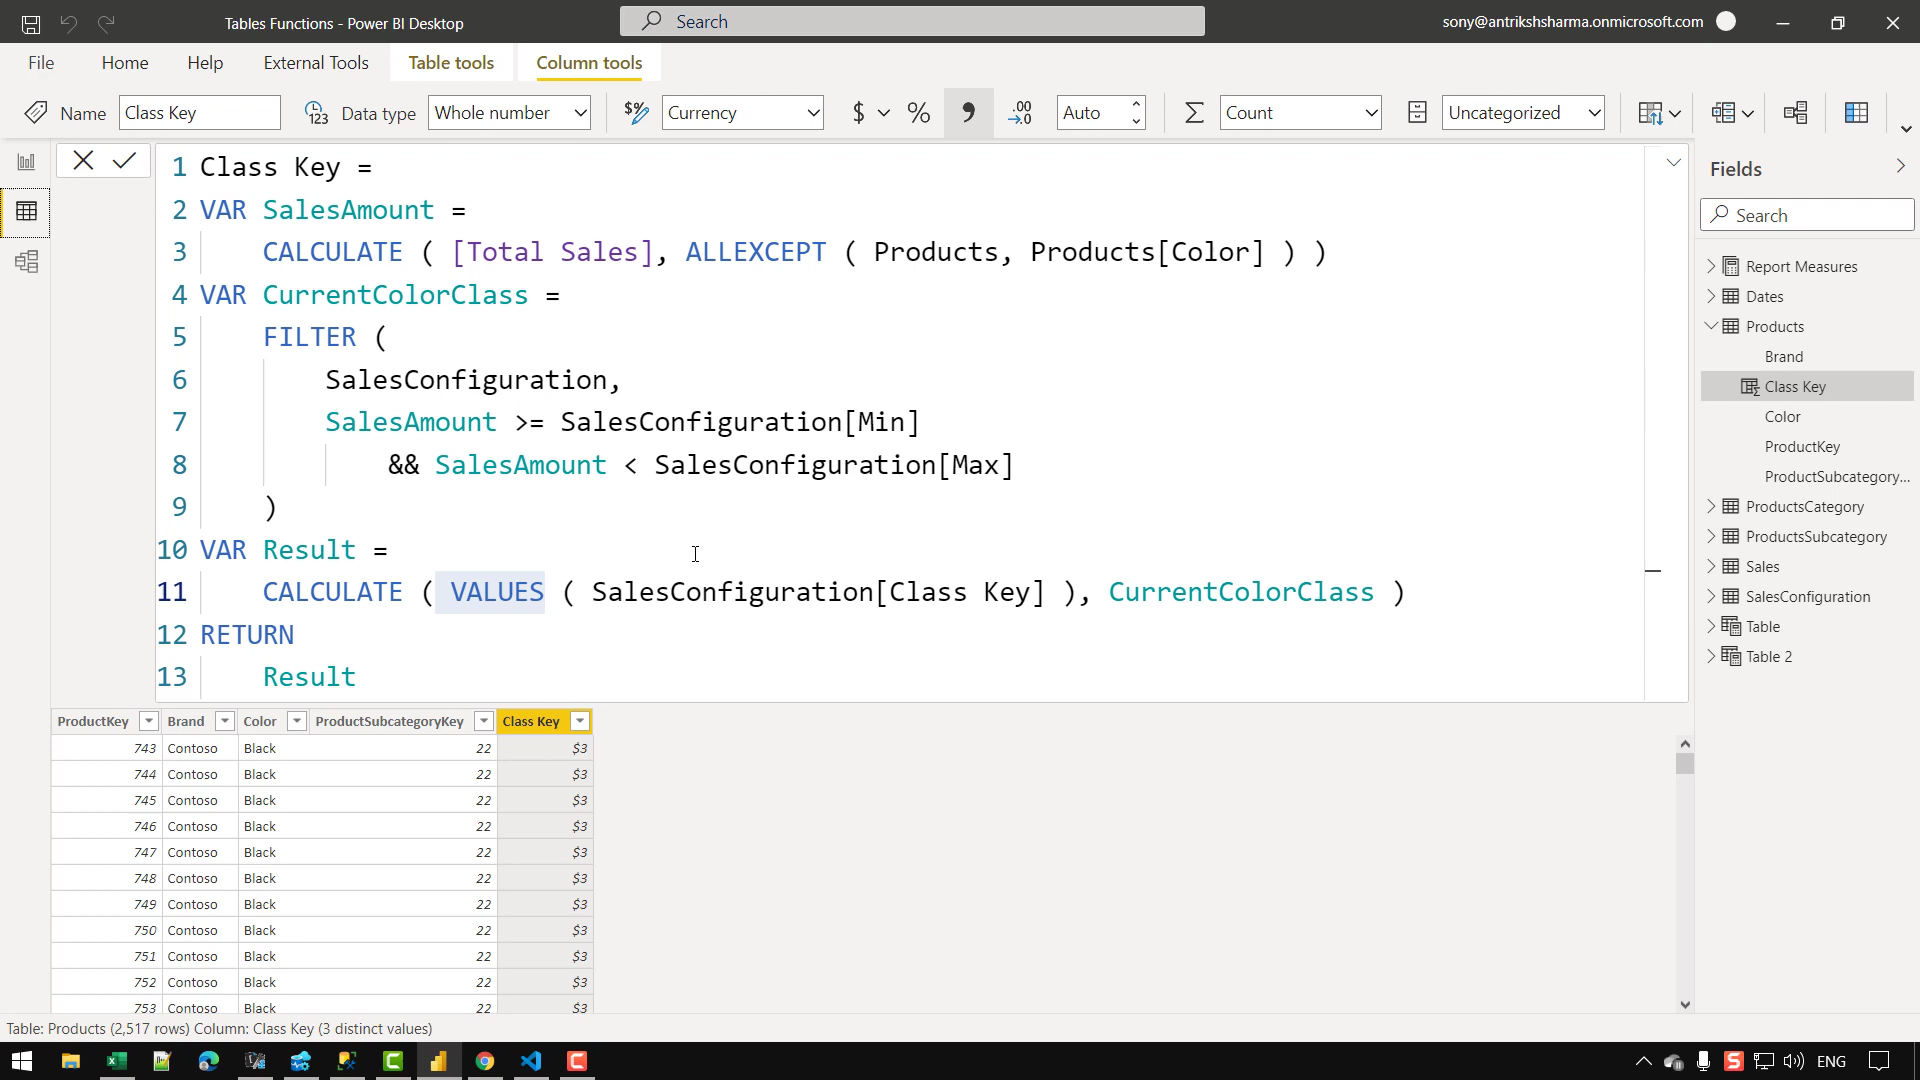 Tables Functions - Power BI Desktop
Search
sony@antrikshsharma.onmicrosoft.com
File Home Help External Tools Table tools Column tools
Name Class Key Data type Whole number Currency $ % , .00 Auto Count Uncategorized
1 Class Key =
2 VAR SalesAmount =
3 CALCULATE ( [Total Sales], ALLEXCEPT ( Products, Products[Color] ) )
4 VAR CurrentColorClass =
5 FILTER (
6 SalesConfiguration,
7 SalesAmount >= SalesConfiguration[Min]
8 && SalesAmount < SalesConfiguration[Max]
9 )
10 VAR Result =
11 CALCULATE ( VALUES ( SalesConfiguration[Class Key] ), CurrentColorClass )
12 RETURN
13 Result
ProductKey Brand Color ProductSubcategoryKey Class Key
743 Contoso Black 22 $3
744 Contoso Black 22 $3
745 Contoso Black 22 $3
746 Contoso Black 22 $3
747 Contoso Black 22 $3
748 Contoso Black 22 $3
749 Contoso Black 22 $3
750 Contoso Black 22 $3
751 Contoso Black 22 $3
752 Contoso Black 22 $3
753 Contoso Black 22 $3
Fields
Search
Report Measures
Dates
Products
Brand
Class Key
Color
ProductKey
ProductSubcategory...
ProductsCategory
ProductsSubcategory
Sales
SalesConfiguration
Table
Table 2
Table: Products (2,517 rows) Column: Class Key (3 distinct values)
ENG